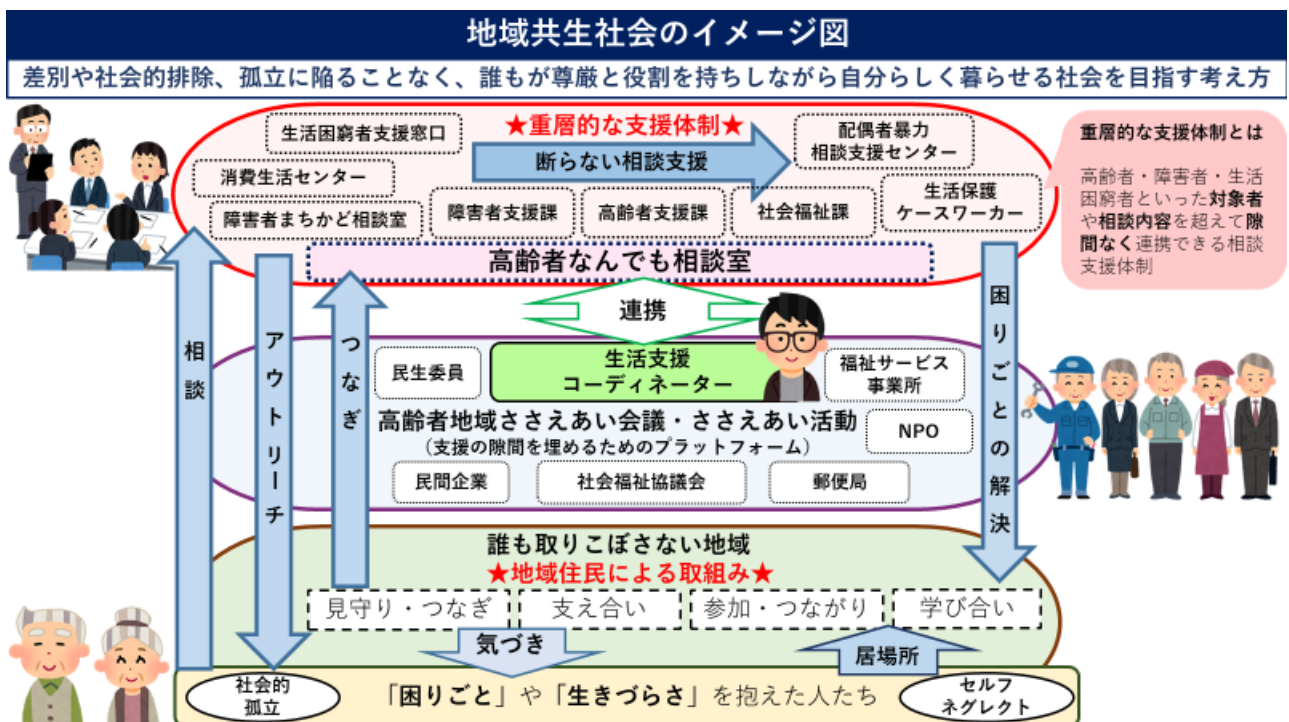 地域共生社会のイメージ図
差別や社会的排除、孤立に陥ることなく、誰もが尊厳と役割を持ちしながら自分らしく暮らせる社会を目指す考え方
生活困窮者支援窓口
★重層的な支援体制★
配偶者暴力
相談支援センター
断らない相談支援
消費生活センター
生活保護
ケースワーカー
障害者まちかど相談室
障害者支援課
高齢者支援課
社会福祉課
高齢者なんでも相談室
重層的な支援体制とは
高齢者・障害者・生活
困窮者といった対象者
や相談内容を超えて隙
間なく連携できる相談
支援体制
連携
相談
アウトリーチ
つなぎ
困りごとの解決
民生委員
生活支援
コーディネーター
福祉サービス
事業所
高齢者地域ささえあい会議・ささえあい活動
（支援の隙間を埋めるためのプラットフォーム）
NPO
民間企業
社会福祉協議会
郵便局
誰も取りこぼさない地域
★地域住民による取組み★
見守り・つなぎ
支え合い
参加・つながり
学び合い
気づき
居場所
社会的
孤立
「困りごと」や「生きづらさ」を抱えた人たち
セルフ
ネグレクト